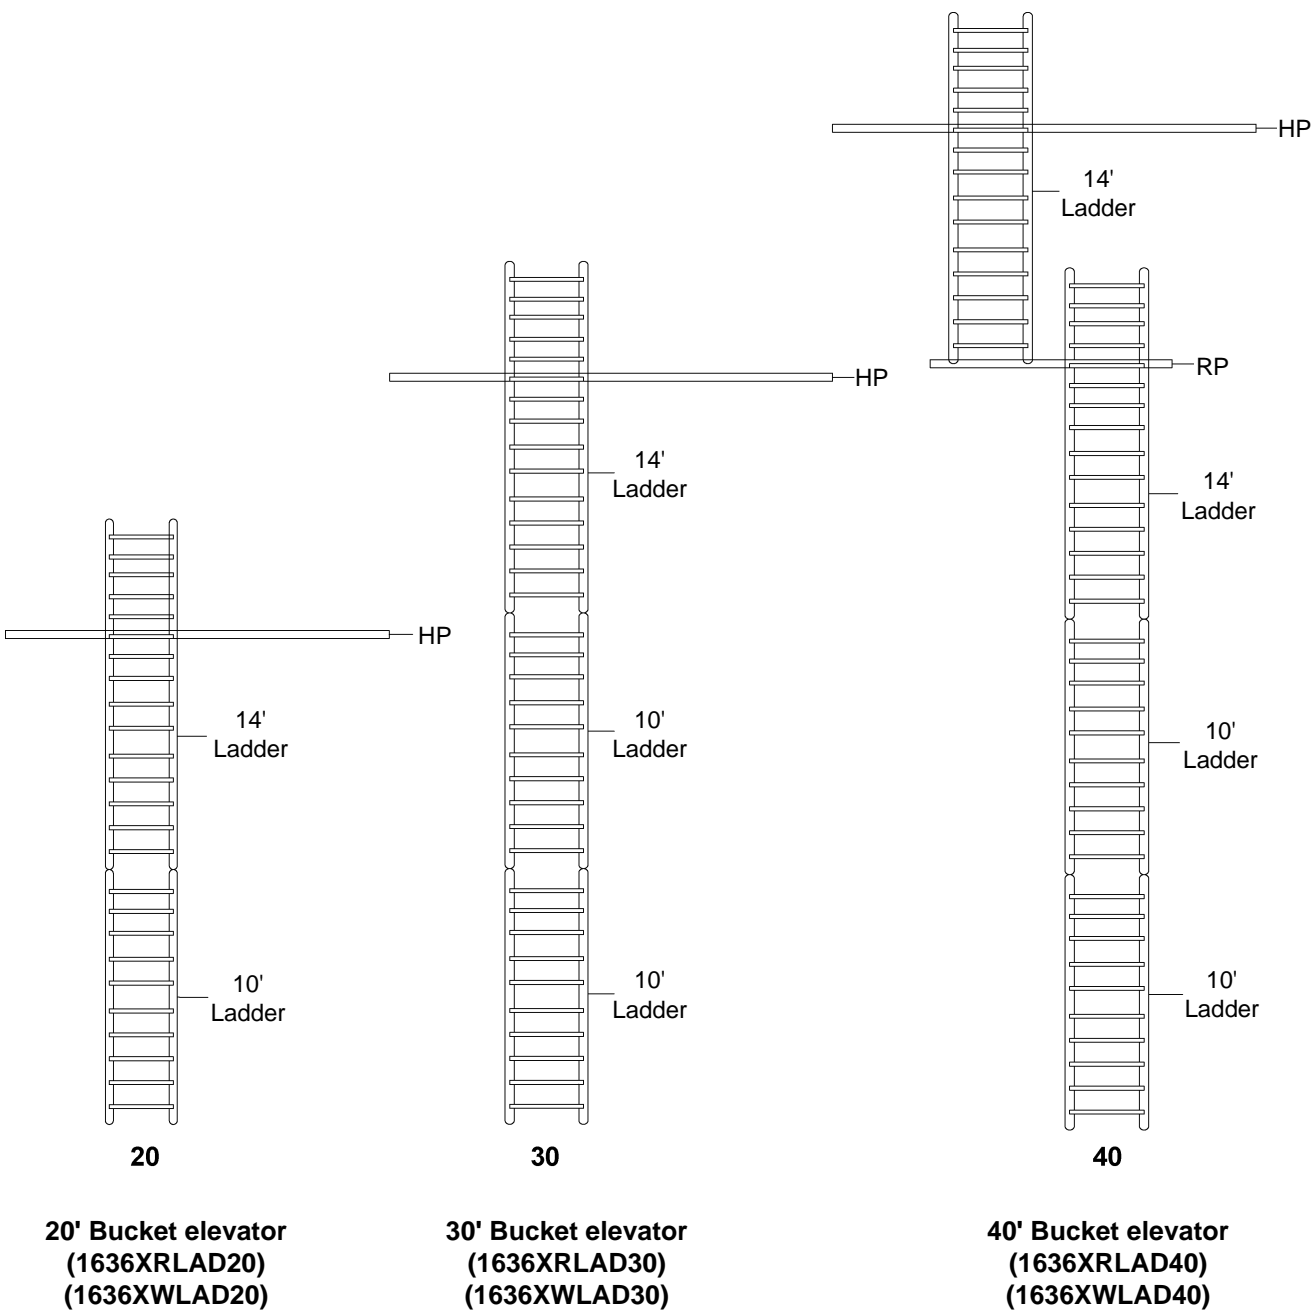 HP
14'
Ladder
RP
14'
Ladder
10'
Ladder
10'
Ladder
HP
14'
Ladder
10'
Ladder
10'
Ladder
HP
14'
Ladder
10'
Ladder
20
30
40
20' Bucket elevator
(1636XRLAD20)
(1636XWLAD20)
30' Bucket elevator
(1636XRLAD30)
(1636XWLAD30)
40' Bucket elevator
(1636XRLAD40)
(1636XWLAD40)